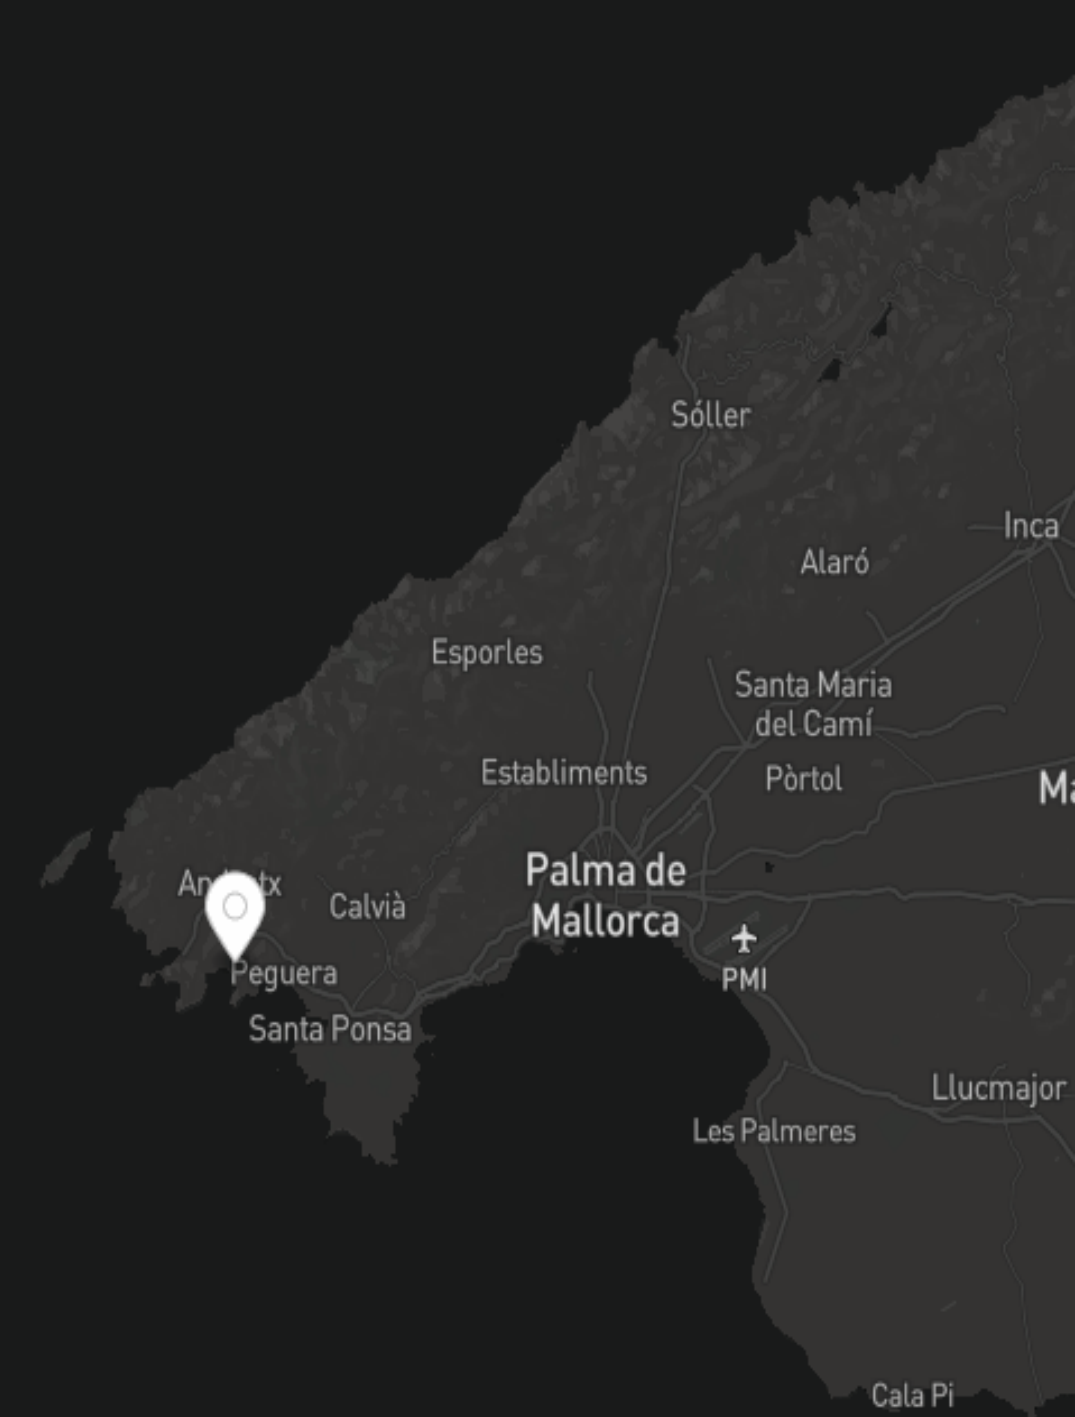 Sóller
Inca
Alaró
Esporles
Santa Maria
del Camí
Establiments
Pòrtol
Palma de
Mallorca
Calvià
PMI
Peguera
Santa Ponsa
Llucmajor
Les Palmeres
Cala Pi